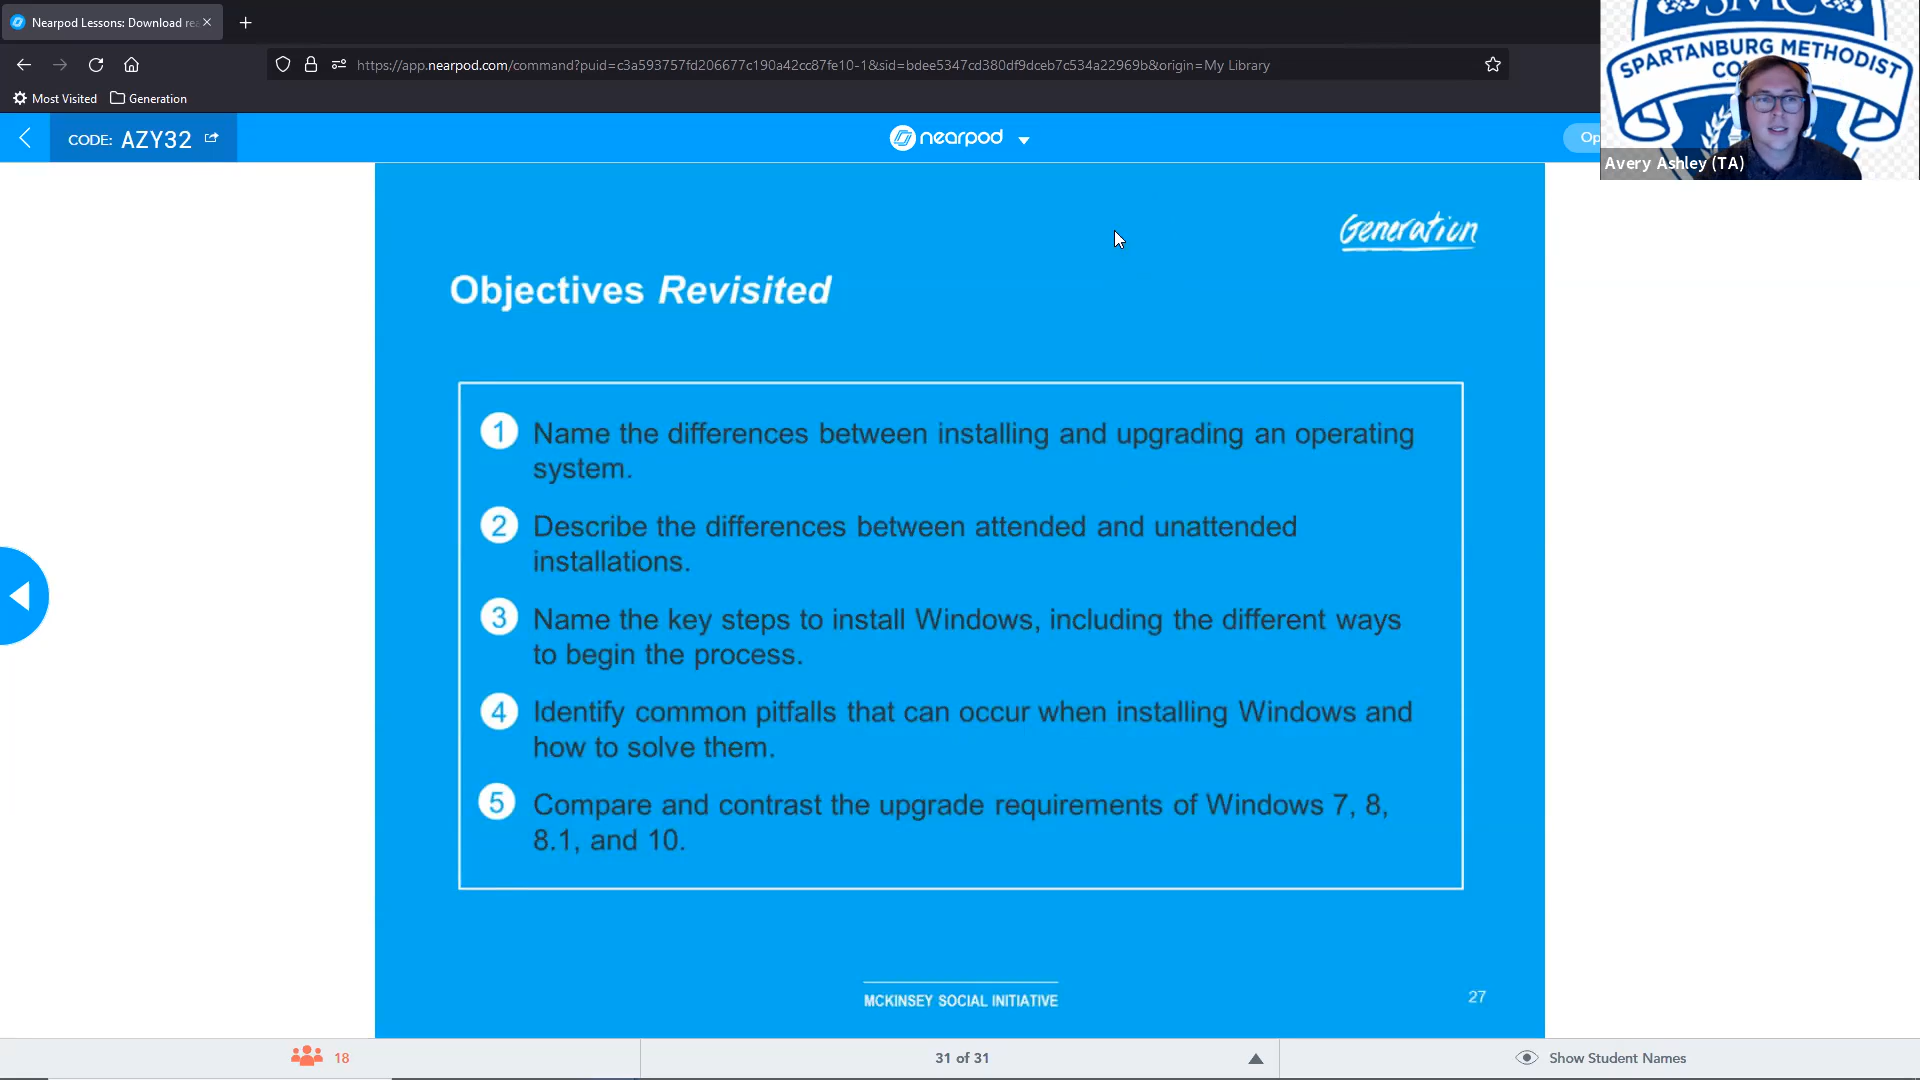 Nearpod Lessons: Download rea
https://app.nearpod.com/command?puid=c3a593757fd206677c190a42cc87fe10-1&sid=bdee5347cd380df9dceb7c534a22969b&origin=My Library
Most Visited
Generation
SMC
SPARTANBURG METHODIST
Avery Ashley (TA)
CODE: AZY32
nearpod
Op
Generation
Objectives Revisited
1 Name the differences between installing and upgrading an operating
system.
2 Describe the differences between attended and unattended
installations.
3 Name the key steps to install Windows, including the different ways
to begin the process.
4 Identify common pitfalls that can occur when installing Windows and
how to solve them.
5 Compare and contrast the upgrade requirements of Windows 7, 8,
8.1, and 10.
MCKINSEY SOCIAL INITIATIVE
27
18
31 of 31
Show Student Names